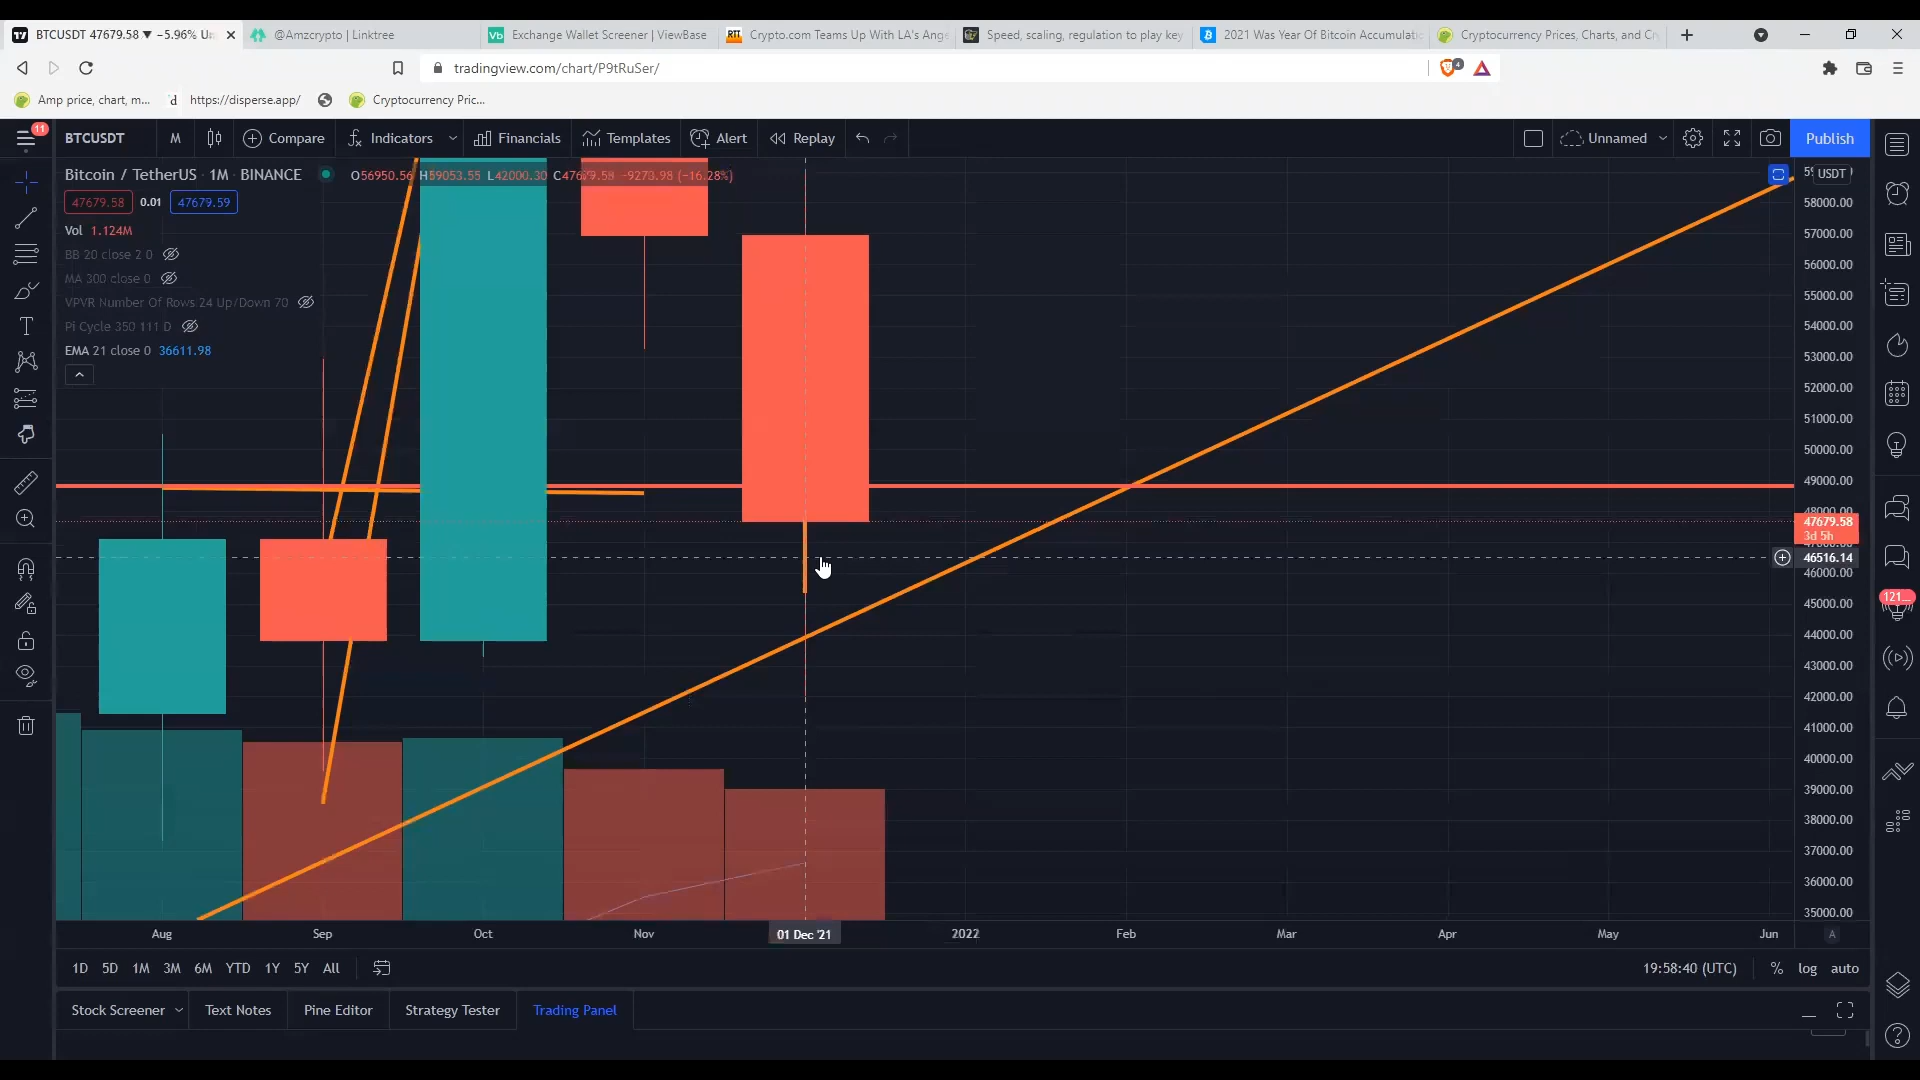 BTCUSDT 47679.58 ▼ −5.96% Un
@Amzcrypto | Linktree
Exchange Wallet Screener | ViewBase
Crypto.com Teams Up With LA's Ange
Speed, scaling, regulation to play key
2021 Was Year Of Bitcoin Accumulatic
Cryptocurrency Prices, Charts, and Cr
tradingview.com/chart/P9tRuSer/
4
Amp price, chart, m...
d https://disperse.app/
Cryptocurrency Pric...
11
BTCUSDT
M
Compare
Indicators
Financials
Templates
Alert
Replay
Unnamed
Publish
Bitcoin / TetherUS · 1M · BINANCE
O56950.56 H59053.55 L42000.30 C47679.58 −9270.98 (−16.28%)
USDT
47679.58 0.01 47679.59
Vol 1.124M
BB 20 close 2 0
MA 300 close 0
VPVR Number Of Rows 24 Up/Down 70
Pi Cycle 350 111 D
EMA 21 close 0 36611.98
58000.00
57000.00
56000.00
55000.00
54000.00
53000.00
52000.00
51000.00
50000.00
49000.00
48000.00
47679.58
3d 5h
46516.14
46000.00
45000.00
44000.00
43000.00
42000.00
41000.00
40000.00
39000.00
38000.00
37000.00
36000.00
35000.00
121...
Aug Sep Oct Nov 01 Dec '21 2022 Feb Mar Apr May Jun
A
1D 5D 1M 3M 6M YTD 1Y 5Y All
19:58:40 (UTC) % log auto
Stock Screener Text Notes Pine Editor Strategy Tester Trading Panel